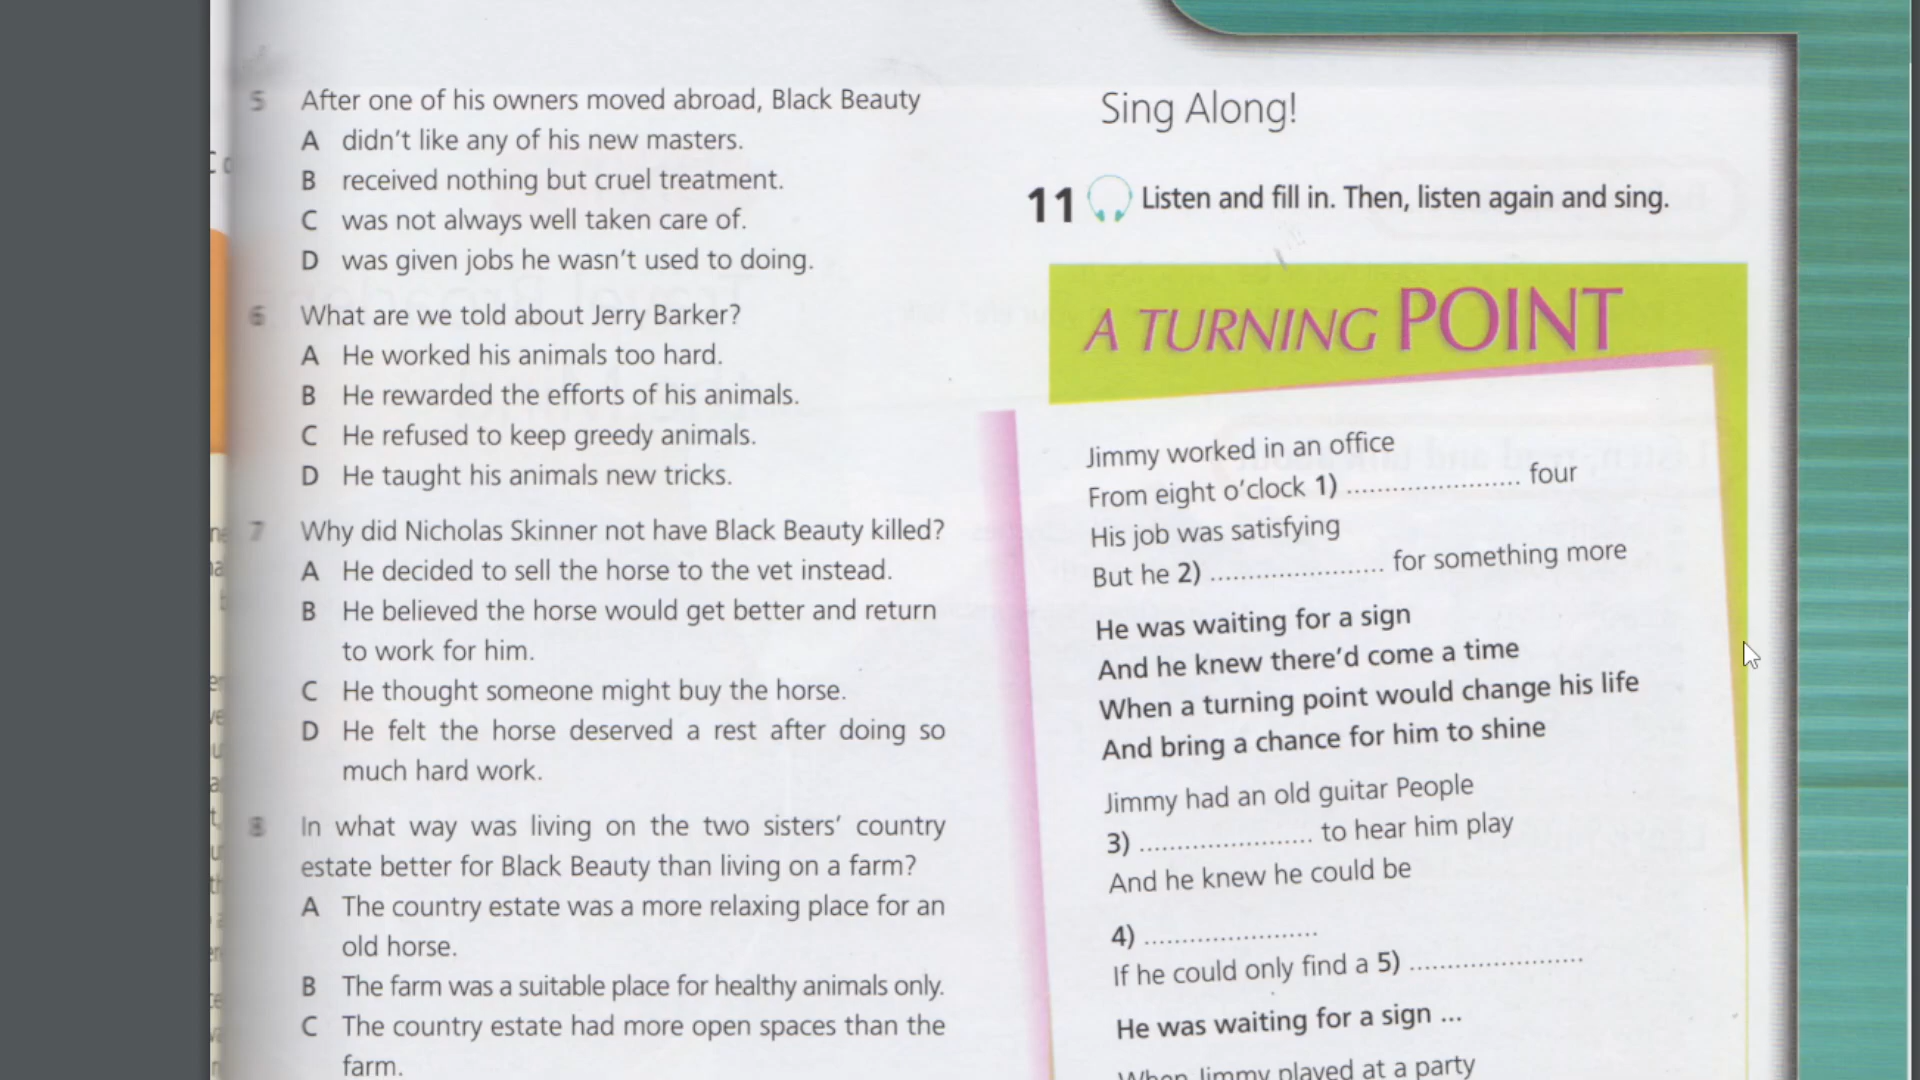 5 After one of his owners moved abroad, Black Beauty
A didn't like any of his new masters.
B received nothing but cruel treatment.
C was not always well taken care of.
D was given jobs he wasn't used to doing.
6 What are we told about Jerry Barker?
A He worked his animals too hard.
B He rewarded the efforts of his animals.
C He refused to keep greedy animals.
D He taught his animals new tricks.
7 Why did Nicholas Skinner not have Black Beauty killed?
A He decided to sell the horse to the vet instead.
B He believed the horse would get better and return
to work for him.
C He thought someone might buy the horse.
D He felt the horse deserved a rest after doing so
much hard work.
8 In what way was living on the two sisters' country
estate better for Black Beauty than living on a farm?
A The country estate was a more relaxing place for an
old horse.
B The farm was a suitable place for healthy animals only.
C The country estate had more open spaces than the
farm.
Sing Along!
11 Listen and fill in. Then, listen again and sing.
A TURNING POINT
Jimmy worked in an office
From eight o'clock 1) ....................... four
His job was satisfying
But he 2) ....................... for something more
He was waiting for a sign
And he knew there'd come a time
When a turning point would change his life
And bring a chance for him to shine
Jimmy had an old guitar People
3) ....................... to hear him play
And he knew he could be
4) .......................
If he could only find a 5) .......................
He was waiting for a sign ...
When Jimmy played at a party